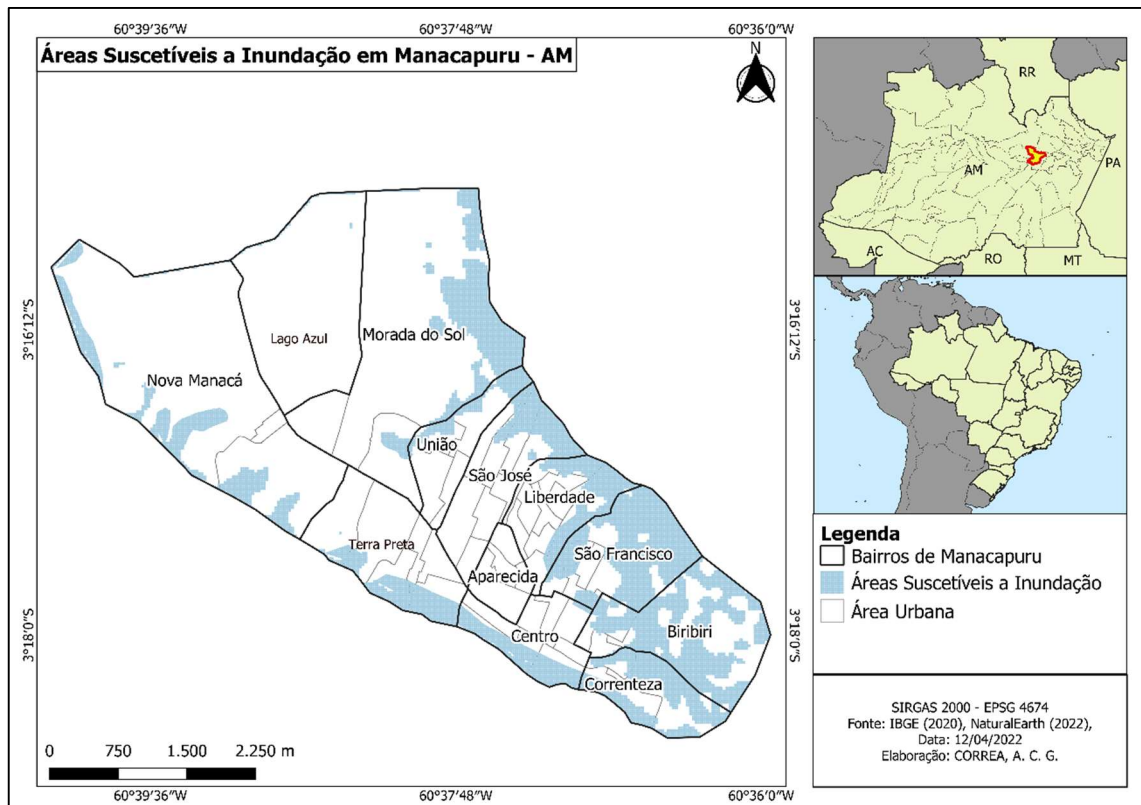 60°39'36"W
60°37'48"W
60°36'0"W
Áreas Suscetíveis a Inundação em Manacapuru - AM
N
3°16'12"S
3°16'12"S
3°18'0"S
3°18'0"S
Morada do Sol
Lago Azul
Nova Manacá
União
São José
Liberdade
Terra Preta
São Francisco
Aparecida
Biribiri
Centro
Correnteza
0 750 1.500 2.250 m
60°39'36"W
60°37'48"W
60°36'0"W
RR
AM
PA
AC
RO
MT
Legenda
Bairros de Manacapuru
Áreas Suscetíveis a Inundação
Área Urbana
SIRGAS 2000 - EPSG 4674
Fonte: IBGE (2020), NaturalEarth (2022),
Data: 12/04/2022
Elaboração: CORREA, A. C. G.